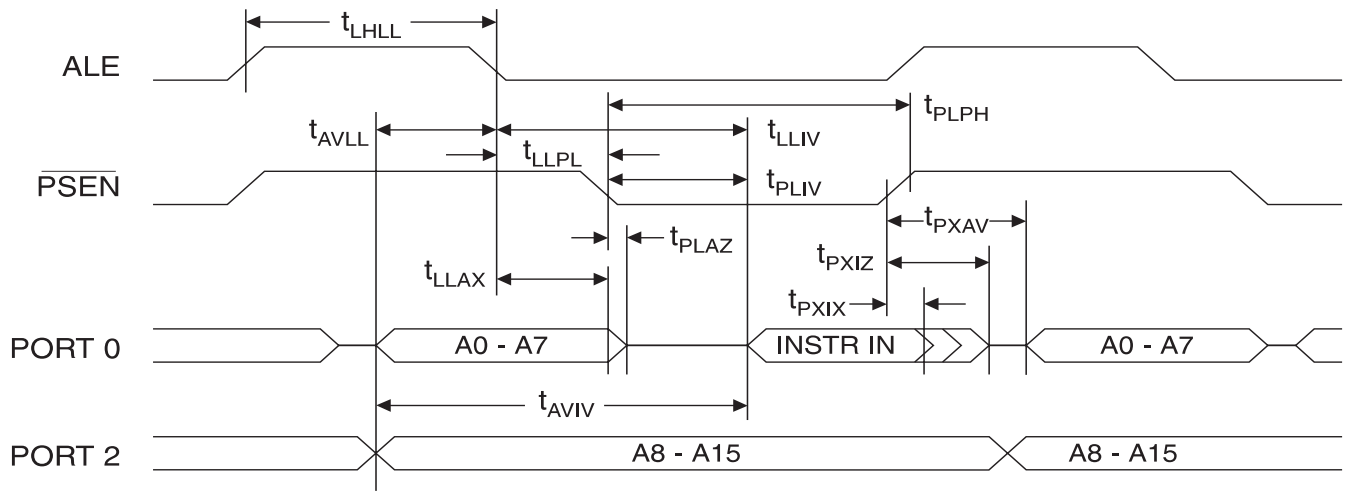 tLHLL
ALE
tPLPH
tAVLL
tLLIV
tLLPL
PSEN
tPLIV
tPXAV
tPLAZ
tPXIZ
tLLAX
tPXIX
PORT 0
A0 - A7
INSTR IN
A0 - A7
tAVIV
PORT 2
A8 - A15
A8 - A15